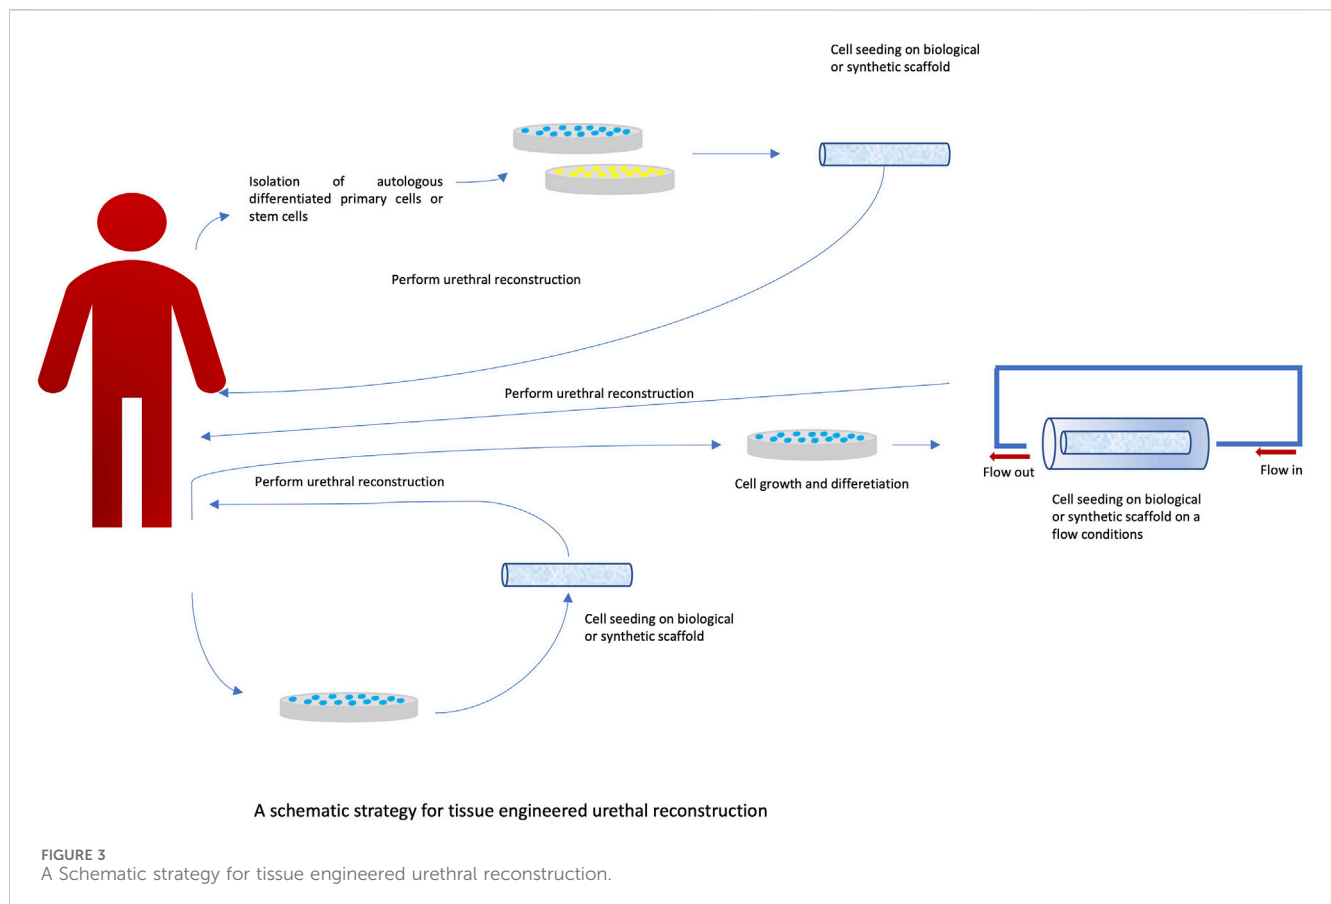 Cell seeding on biological
or synthetic scaffold
Isolation of autologous
differentiated primary cells or
stem cells
Perform urethral reconstruction
Perform urethral reconstruction
Perform urethral reconstruction
Cell growth and differetiation
Flow out
Flow in
Cell seeding on biological
or synthetic scaffold on a
flow conditions
Cell seeding on biological
or synthetic scaffold
A schematic strategy for tissue engineered urethal reconstruction
FIGURE 3
A Schematic strategy for tissue engineered urethral reconstruction.